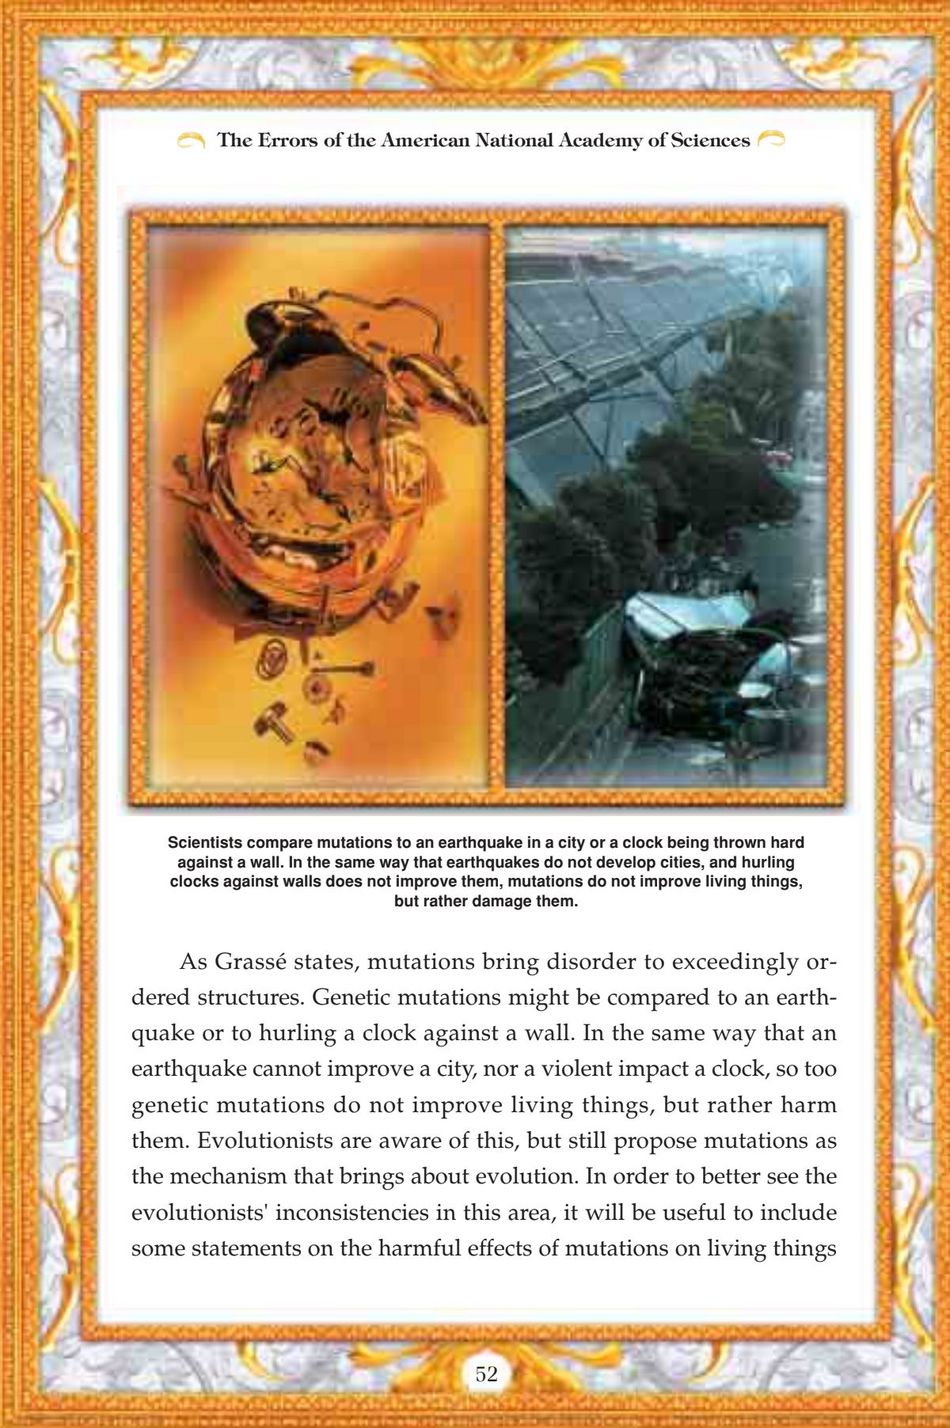 The Errors of the American National Academy of Sciences
Scientists compare mutations to an earthquake in a city or a clock being thrown hard
against a wall. In the same way that earthquakes do not develop cities, and hurling
clocks against walls does not improve them, mutations do not improve living things,
but rather damage them.
As Grassé states, mutations bring disorder to exceedingly or-
dered structures. Genetic mutations might be compared to an earth-
quake or to hurling a clock against a wall. In the same way that an
earthquake cannot improve a city, nor a violent impact a clock, so too
genetic mutations do not improve living things, but rather harm
them. Evolutionists are aware of this, but still propose mutations as
the mechanism that brings about evolution. In order to better see the
evolutionists' inconsistencies in this area, it will be useful to include
some statements on the harmful effects of mutations on living things
52